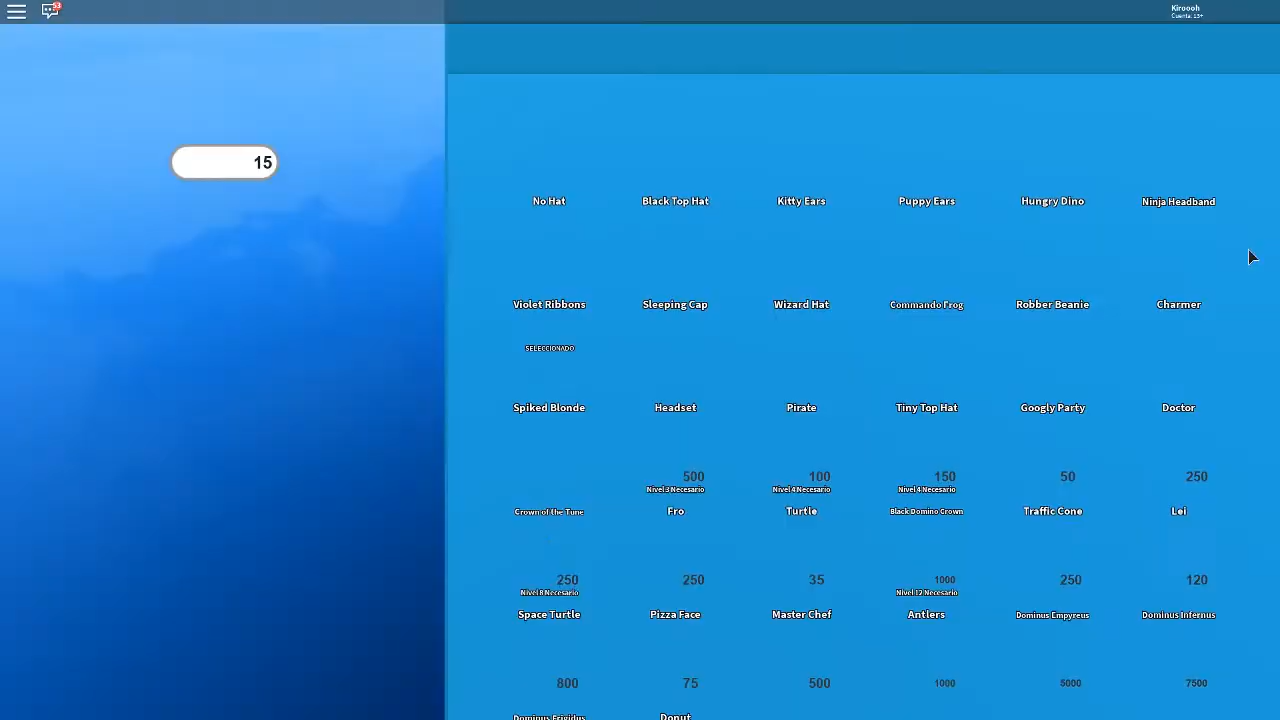 53
Kiroooh
Cuenta: 13+
15
No Hat Black Top Hat Kitty Ears Puppy Ears Hungry Dino Ninja Headband
Violet Ribbons Sleeping Cap Wizard Hat Commando Frog Robber Beanie Charmer
SELECCIONADO
Spiked Blonde Headset Pirate Tiny Top Hat Googly Party Doctor
500 100 150 50 250
Nivel 3 Necesario Nivel 4 Necesario Nivel 4 Necesario
Crown of the Tune Fro Turtle Black Domino Crown Traffic Cone Lei
250 250 35 1000 250 120
Nivel 8 Necesario Nivel 12 Necesario
Space Turtle Pizza Face Master Chef Antlers Dominus Empyreus Dominus Infernus
800 75 500 1000 5000 7500
Dominus Frigidus Donut